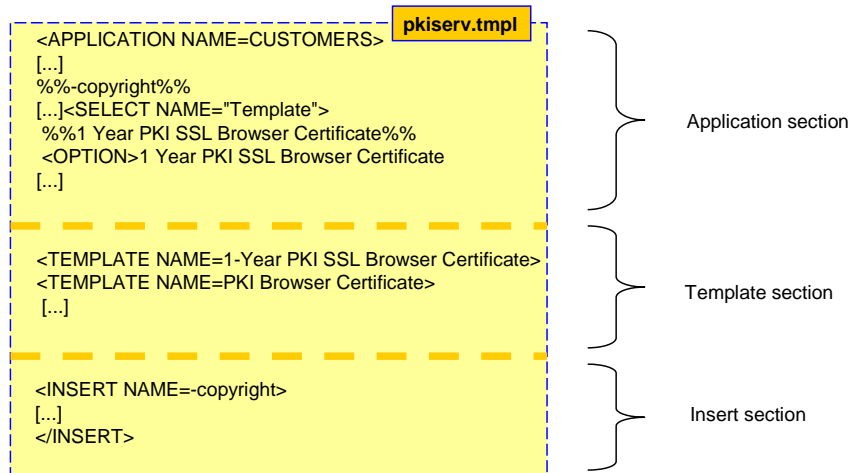 pkiserv.tmpl
<APPLICATION NAME=CUSTOMERS>
[...]
%%-copyright%%
[...]<SELECT NAME="Template">
%%1 Year PKI SSL Browser Certificate%%
<OPTION>1 Year PKI SSL Browser Certificate
[...]
Application section
<TEMPLATE NAME=1-Year PKI SSL Browser Certificate>
<TEMPLATE NAME=PKI Browser Certificate>
[...]
Template section
<INSERT NAME=-copyright>
[...]
</INSERT>
Insert section